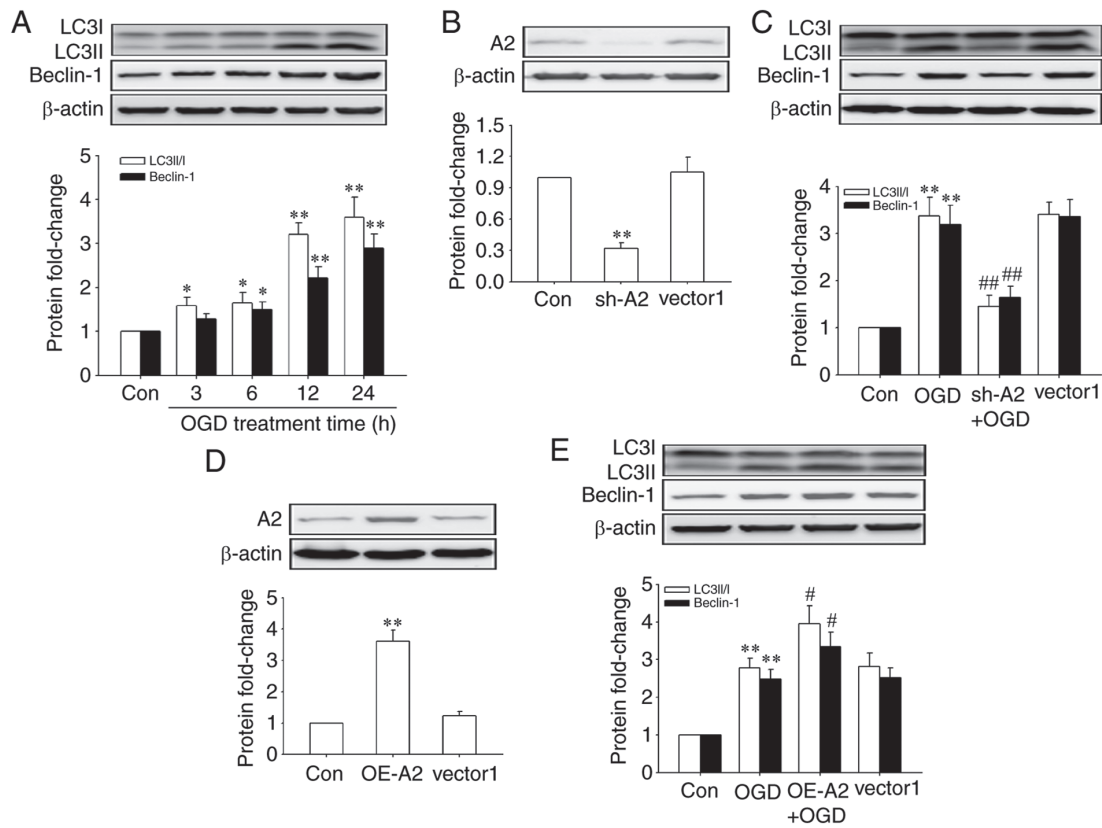 A
LC3I
LC3II
Beclin-1
β-actin
Protein fold-change
5
4
3
2
1
0
LC3II/I
Beclin-1
*
*
*
**
**
**
**
Con
3
6
12
24
OGD treatment time (h)
B
A2
β-actin
Protein fold-change
1.5
1.2
0.9
0.6
0.3
0.0
**
Con
sh-A2
vector1
C
LC3I
LC3II
Beclin-1
β-actin
Protein fold-change
4
3
2
1
0
LC3II/I
Beclin-1
**
**
##
##
Con
OGD
sh-A2
+OGD
vector1
D
A2
β-actin
Protein fold-change
5
4
3
2
1
0
**
Con
OE-A2
vector1
E
LC3I
LC3II
Beclin-1
β-actin
Protein fold-change
5
4
3
2
1
0
LC3II/I
Beclin-1
**
**
#
#
Con
OGD
OE-A2
+OGD
vector1